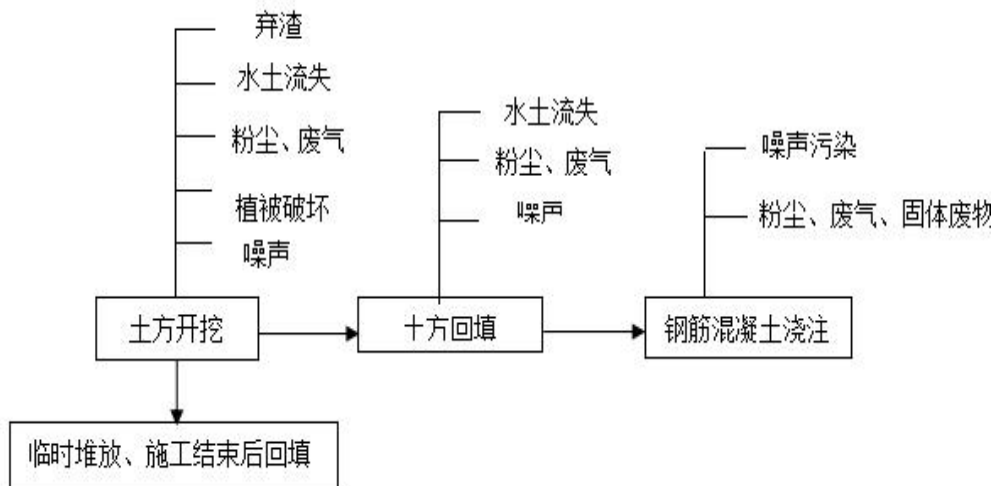 弃渣
水土流失
粉尘、废气
植被破坏
噪声
水土流失
粉尘、废气
噪声
噪声污染
粉尘、废气、固体废物
土方开挖
十方回填
钢筋混凝土浇注
临时堆放、施工结束后回填